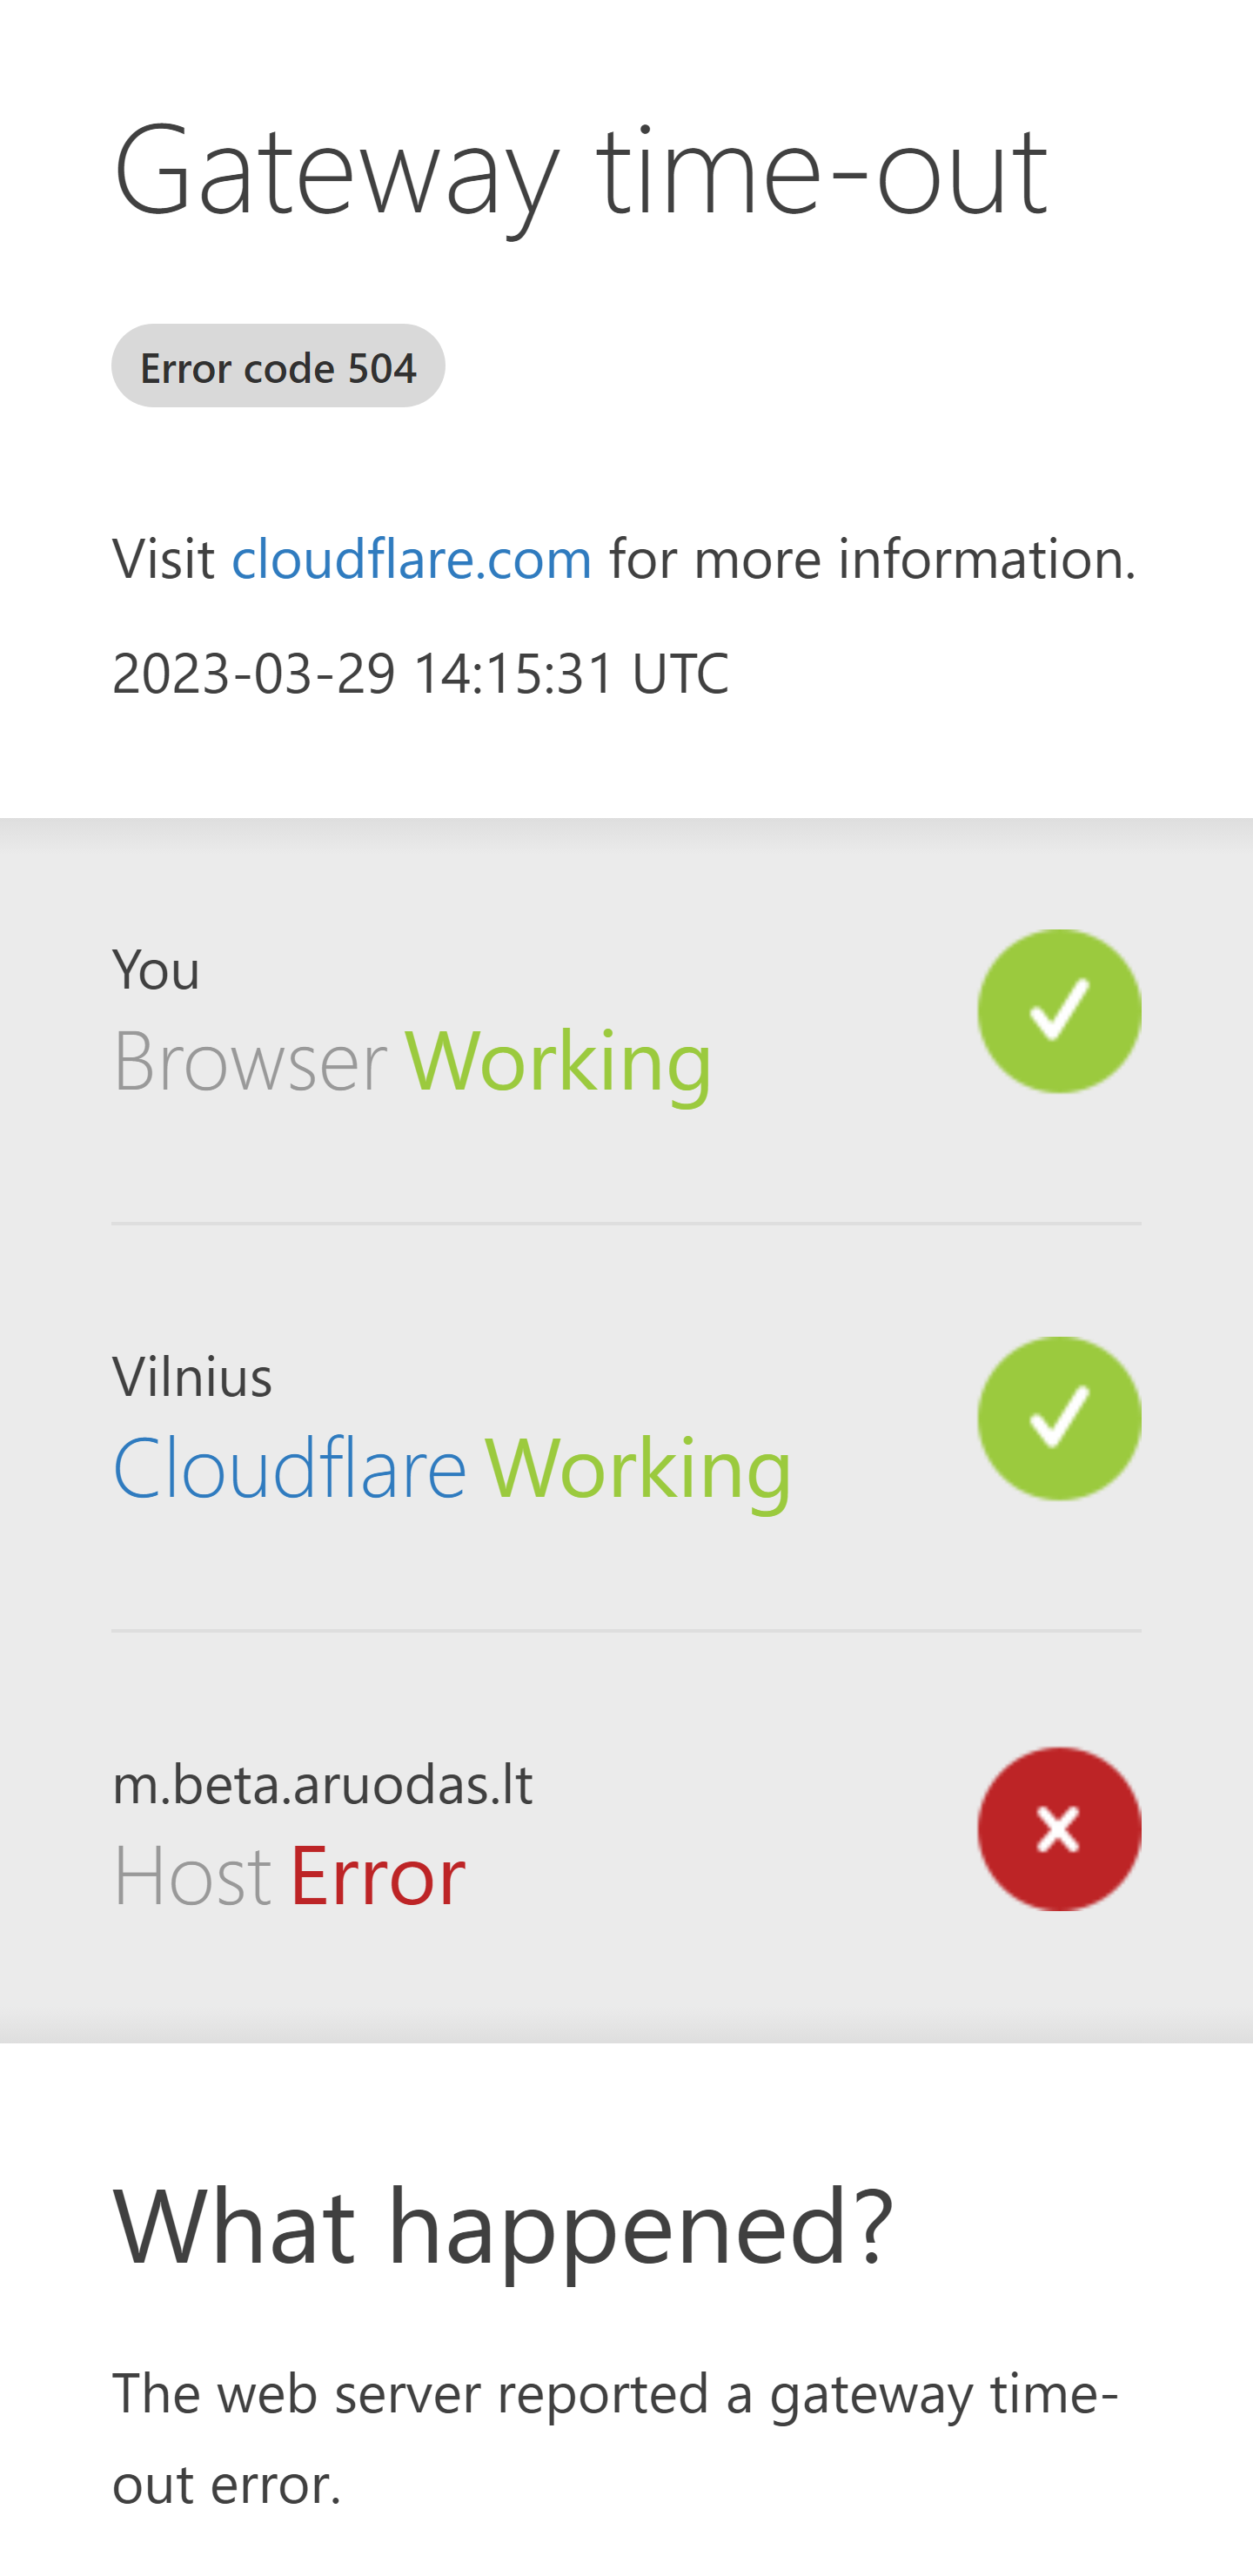 Gateway time-out
Error code 504
Visit cloudflare.com for more information.
2023-03-29 14:15:31 UTC
You
Browser Working
Vilnius
Cloudflare Working
m.beta.aruodas.lt
Host Error
What happened?
The web server reported a gateway time-
out error.